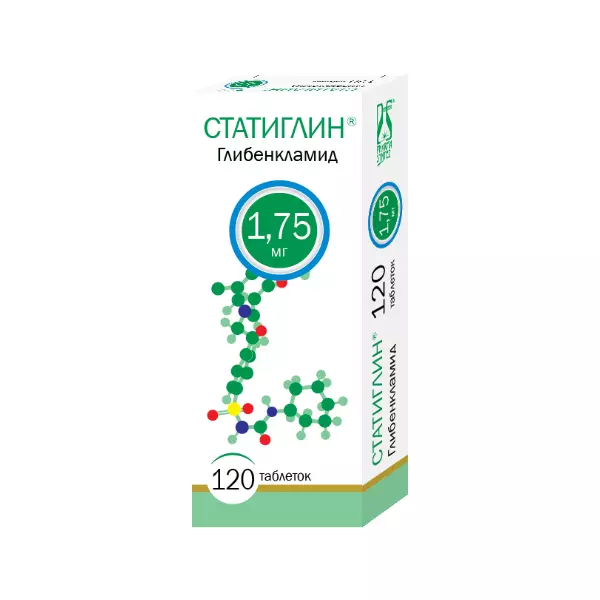 СТАТИГЛИН®
Глибенкламид
1,75
мг
120 таблеток
СТАТИГЛИН®
Глибенкламид
120
таблеток
1,75
мг